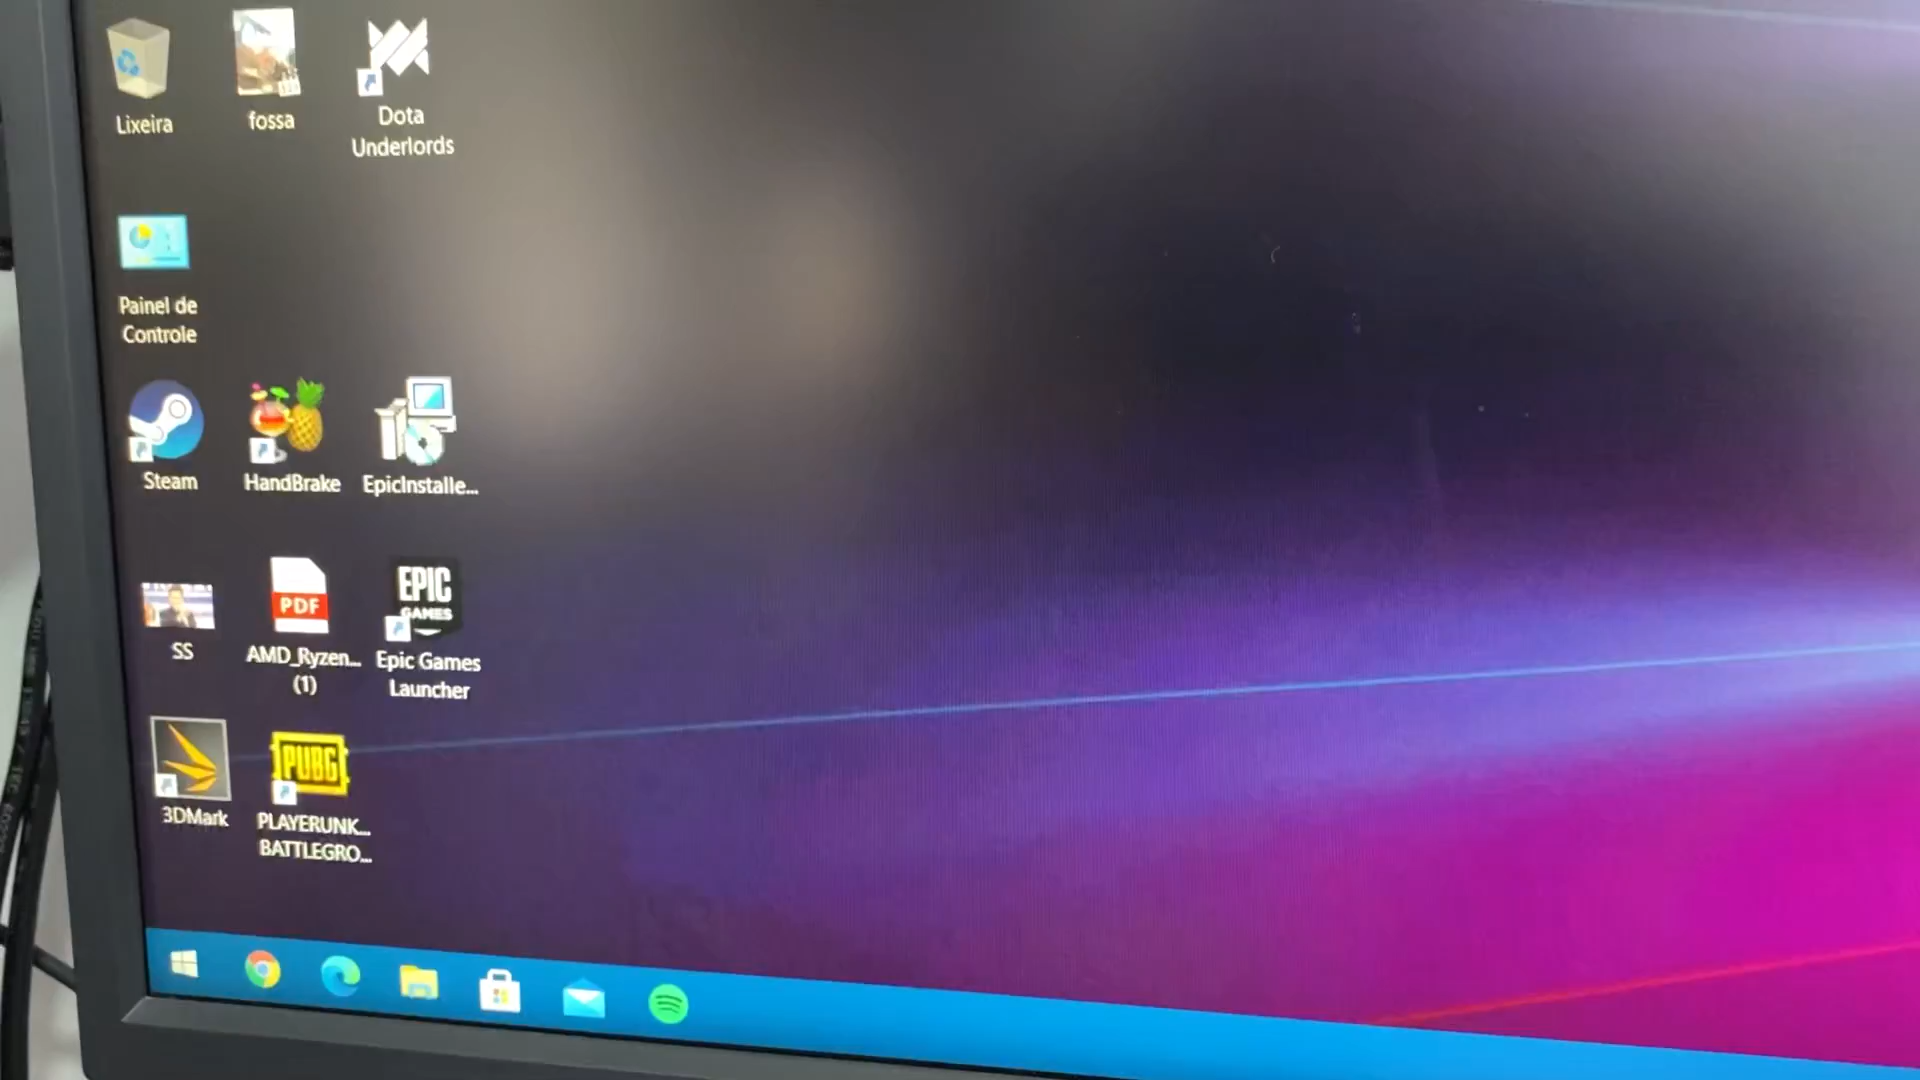 Lixeira
fossa
Dota
Underlords
Painel de
Controle
Steam
HandBrake
EpicInstalle...
SS
PDF
AMD_Ryzen...
(1)
EPIC
GAMES
Epic Games
Launcher
3DMark
PUBG
PLAYERUNK...
BATTLEGRO...